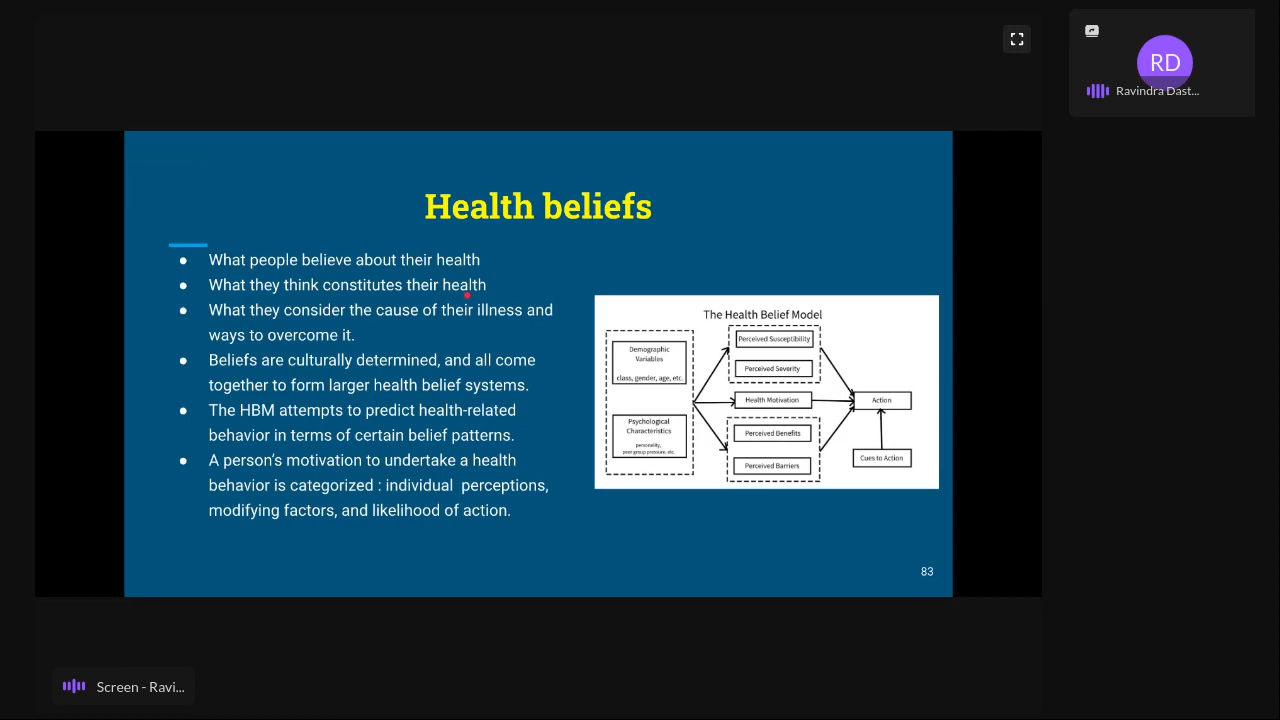 RD
Ravindra Dast...
Health beliefs
What people believe about their health
What they think constitutes their health
What they consider the cause of their illness and
ways to overcome it.
Beliefs are culturally determined, and all come
together to form larger health belief systems.
The HBM attempts to predict health-related
behavior in terms of certain belief patterns.
A person’s motivation to undertake a health
behavior is categorized : individual perceptions,
modifying factors, and likelihood of action.
The Health Belief Model
Demographic
Variables
class, gender, age, etc.
Psychological
Characteristics
personality,
peer group pressure, etc.
Perceived Susceptibility
Perceived Severity
Health Motivation
Perceived Benefits
Perceived Barriers
Action
Cues to Action
83
Screen - Ravi...